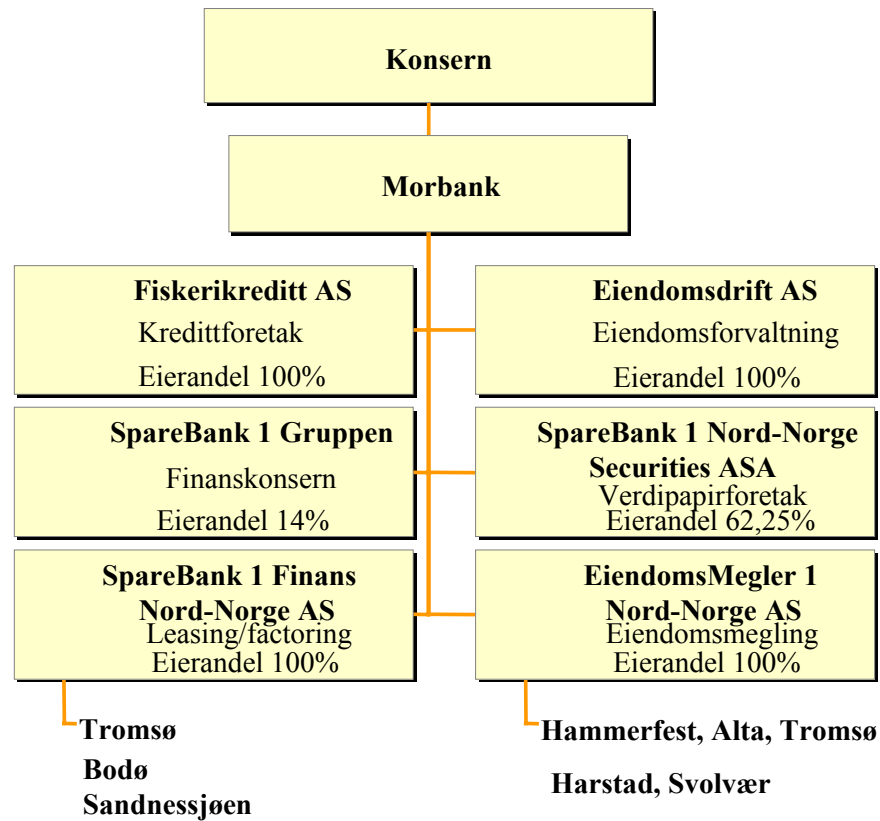 Konsern
Morbank
Fiskerikreditt AS
Kredittforetak
Eierandel 100%
Eiendomsdrift AS
Eiendomsforvaltning
Eierandel 100%
SpareBank 1 Gruppen
Finanskonsern
Eierandel 14%
SpareBank 1 Nord-Norge
Securities ASA
Verdipapirforetak
Eierandel 62,25%
SpareBank 1 Finans
Nord-Norge AS
Leasing/factoring
Eierandel 100%
EiendomsMegler 1
Nord-Norge AS
Eiendomsmegling
Eierandel 100%
Tromsø
Bodø
Sandnessjøen
Hammerfest, Alta, Tromsø
Harstad, Svolvær